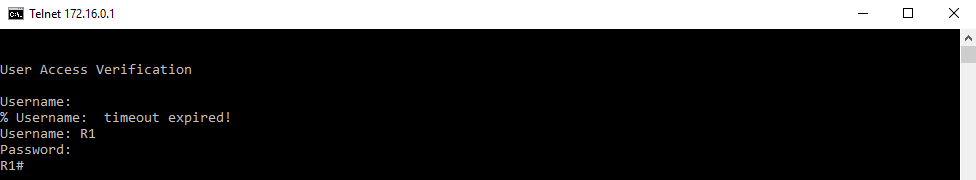 Telnet 172.16.0.1
User Access Verification
Username:
% Username:  timeout expired!
Username: R1
Password:
R1#